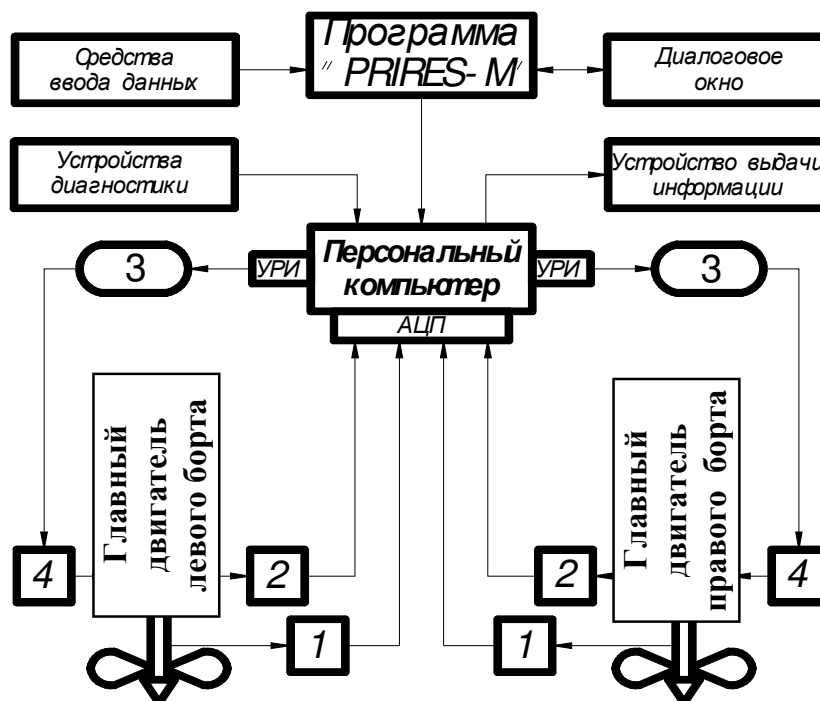 Средства
ввода данных
Программа
" PRIRES- M"
Диалоговое
окно
Устройства
диагностики
Устройство выдачи
информации
3
УРИ
Персональный
компьютер
УРИ
3
АЦП
Главный
двигатель
левого борта
Главный
двигатель
правого борта
4
2
2
4
1
1